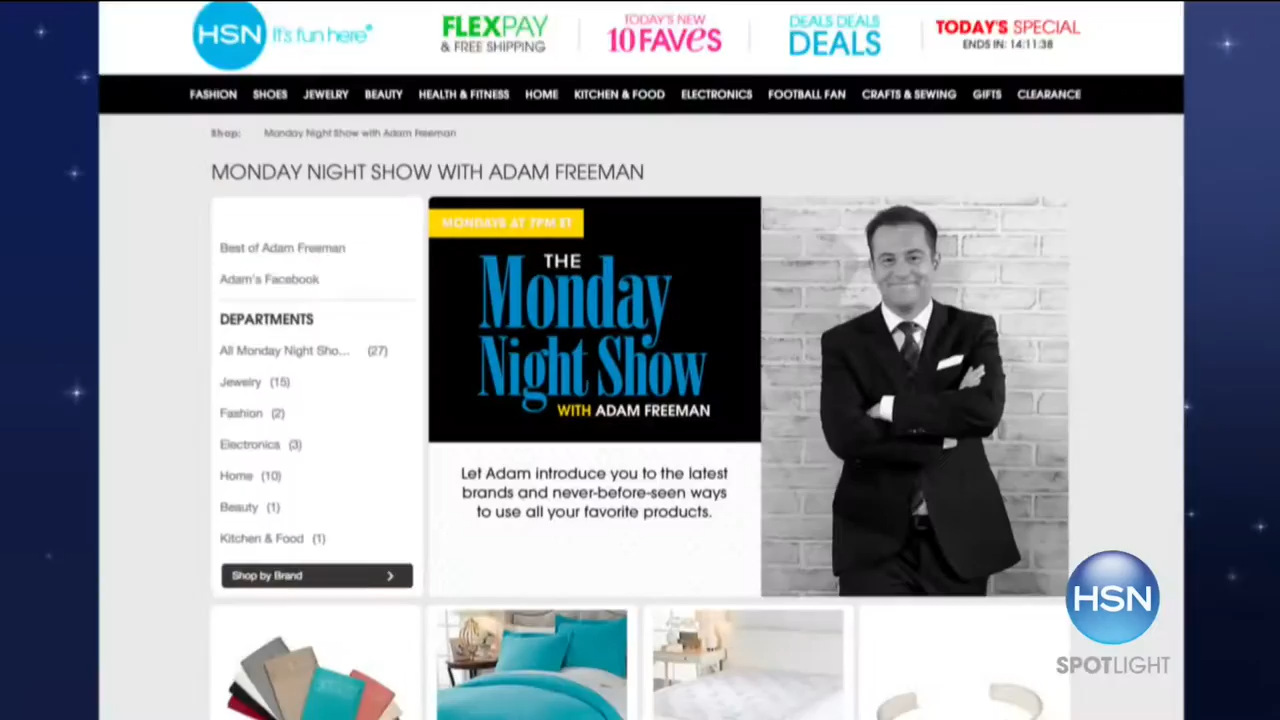 HSN It's fun here®
FLEXPAY
& FREE SHIPPING
TODAY'S NEW
10 FAVES
DEALS DEALS
DEALS
TODAY'S SPECIAL
ENDS IN: 14:11:38
FASHION SHOES JEWELRY BEAUTY HEALTH & FITNESS HOME KITCHEN & FOOD ELECTRONICS FOOTBALL FAN CRAFTS & SEWING GIFTS CLEARANCE
Shop: Monday Night Show with Adam Freeman
MONDAY NIGHT SHOW WITH ADAM FREEMAN
Best of Adam Freeman
Adam's Facebook
DEPARTMENTS
All Monday Night Sho... (27)
Jewelry (15)
Fashion (2)
Electronics (3)
Home (10)
Beauty (1)
Kitchen & Food (1)
Shop by Brand
MONDAYS AT 7PM ET
THE
Monday
Night Show
WITH ADAM FREEMAN
Let Adam introduce you to the latest
brands and never-before-seen ways
to use all your favorite products.
HSN
SPOTLIGHT